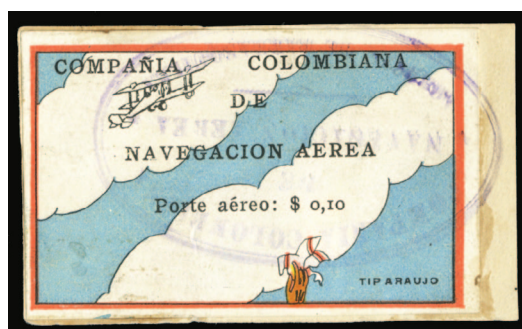 COMPAÑIA COLOMBIANA
DE
NAVEGACION AEREA
Porte aéreo: $ 0,10
TIP ARAUJO